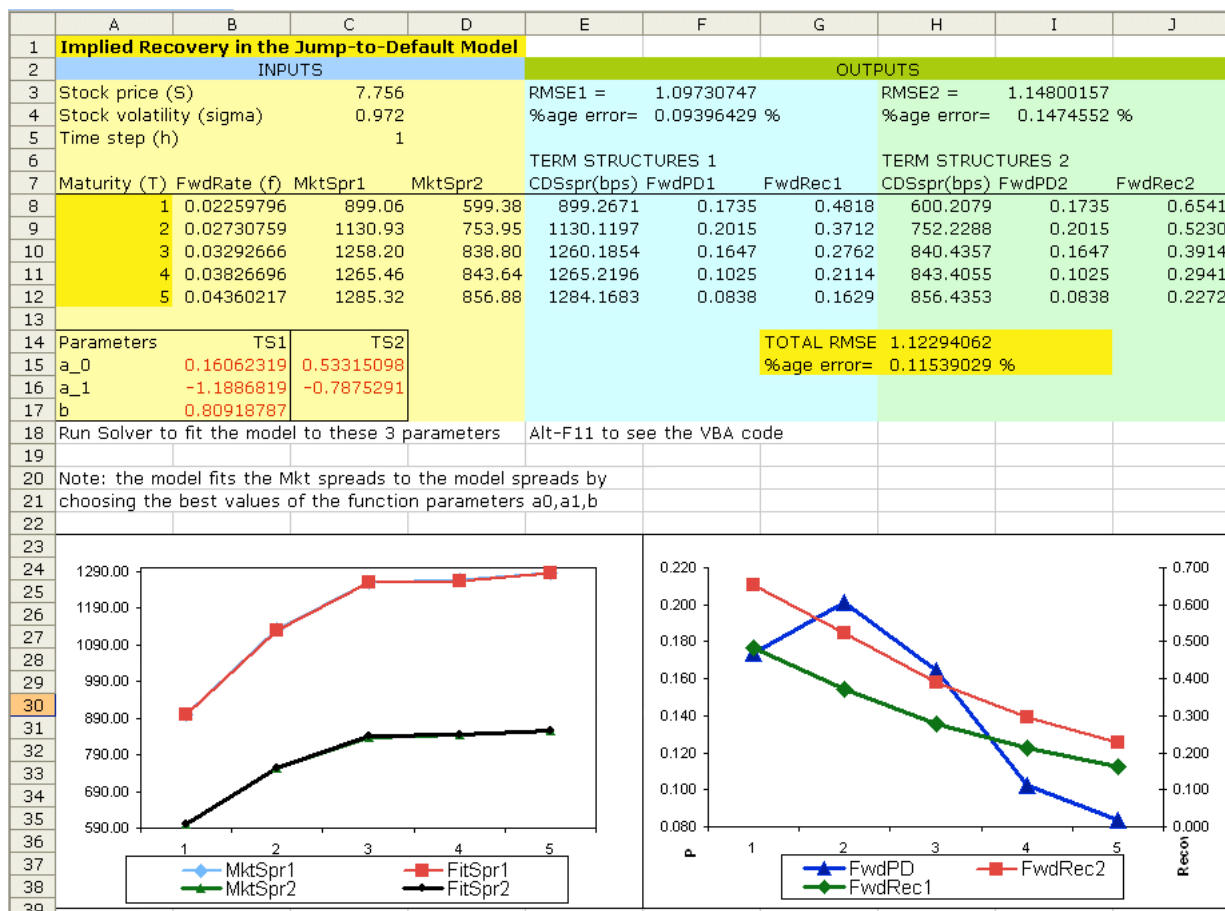 A B C D E F G H I J
1 Implied Recovery in the Jump-to-Default Model
2 INPUTS OUTPUTS
3 Stock price (S) 7.756 RMSE1 = 1.09730747 RMSE2 = 1.14800157
4 Stock volatility (sigma) 0.972 %age error= 0.09396429 % %age error= 0.1474552 %
5 Time step (h) 1
6 TERM STRUCTURES 1 TERM STRUCTURES 2
7 Maturity (T) FwdRate (f) MktSpr1 MktSpr2 CDSspr(bps) FwdPD1 FwdRec1 CDSspr(bps) FwdPD2 FwdRec2
8 1 0.02259796 899.06 599.38 899.2671 0.1735 0.4818 600.2079 0.1735 0.6541
9 2 0.02730759 1130.93 753.95 1130.1197 0.2015 0.3712 752.2288 0.2015 0.5230
10 3 0.03292666 1258.20 838.80 1260.1854 0.1647 0.2762 840.4357 0.1647 0.3914
11 4 0.03826696 1265.46 843.64 1265.2196 0.1025 0.2114 843.4055 0.1025 0.2941
12 5 0.04360217 1285.32 856.88 1284.1683 0.0838 0.1629 856.4353 0.0838 0.2272
13
14 Parameters TS1 TS2 TOTAL RMSE 1.12294062
15 a_0 0.16062319 0.53315098 %age error= 0.11539029 %
16 a_1 -1.1886819 -0.7875291
17 b 0.80918787
18 Run Solver to fit the model to these 3 parameters Alt-F11 to see the VBA code
19
20 Note: the model fits the Mkt spreads to the model spreads by
21 choosing the best values of the function parameters a0,a1,b
22
23
24
25
26
27
28
29
30
31
32
33
34
35
36
37
38
39
1290.00
1190.00
1090.00
990.00
890.00
790.00
690.00
590.00
1 2 3 4 5
MktSpr1 FitSpr1
MktSpr2 FitSpr2
0.220 0.700
0.200 0.600
0.180 0.500
0.160 0.400
0.140 0.300
0.120 0.200
0.100 0.100
0.080 0.000
P 1 2 3 4 5
FwdPD FwdRec2
FwdRec1